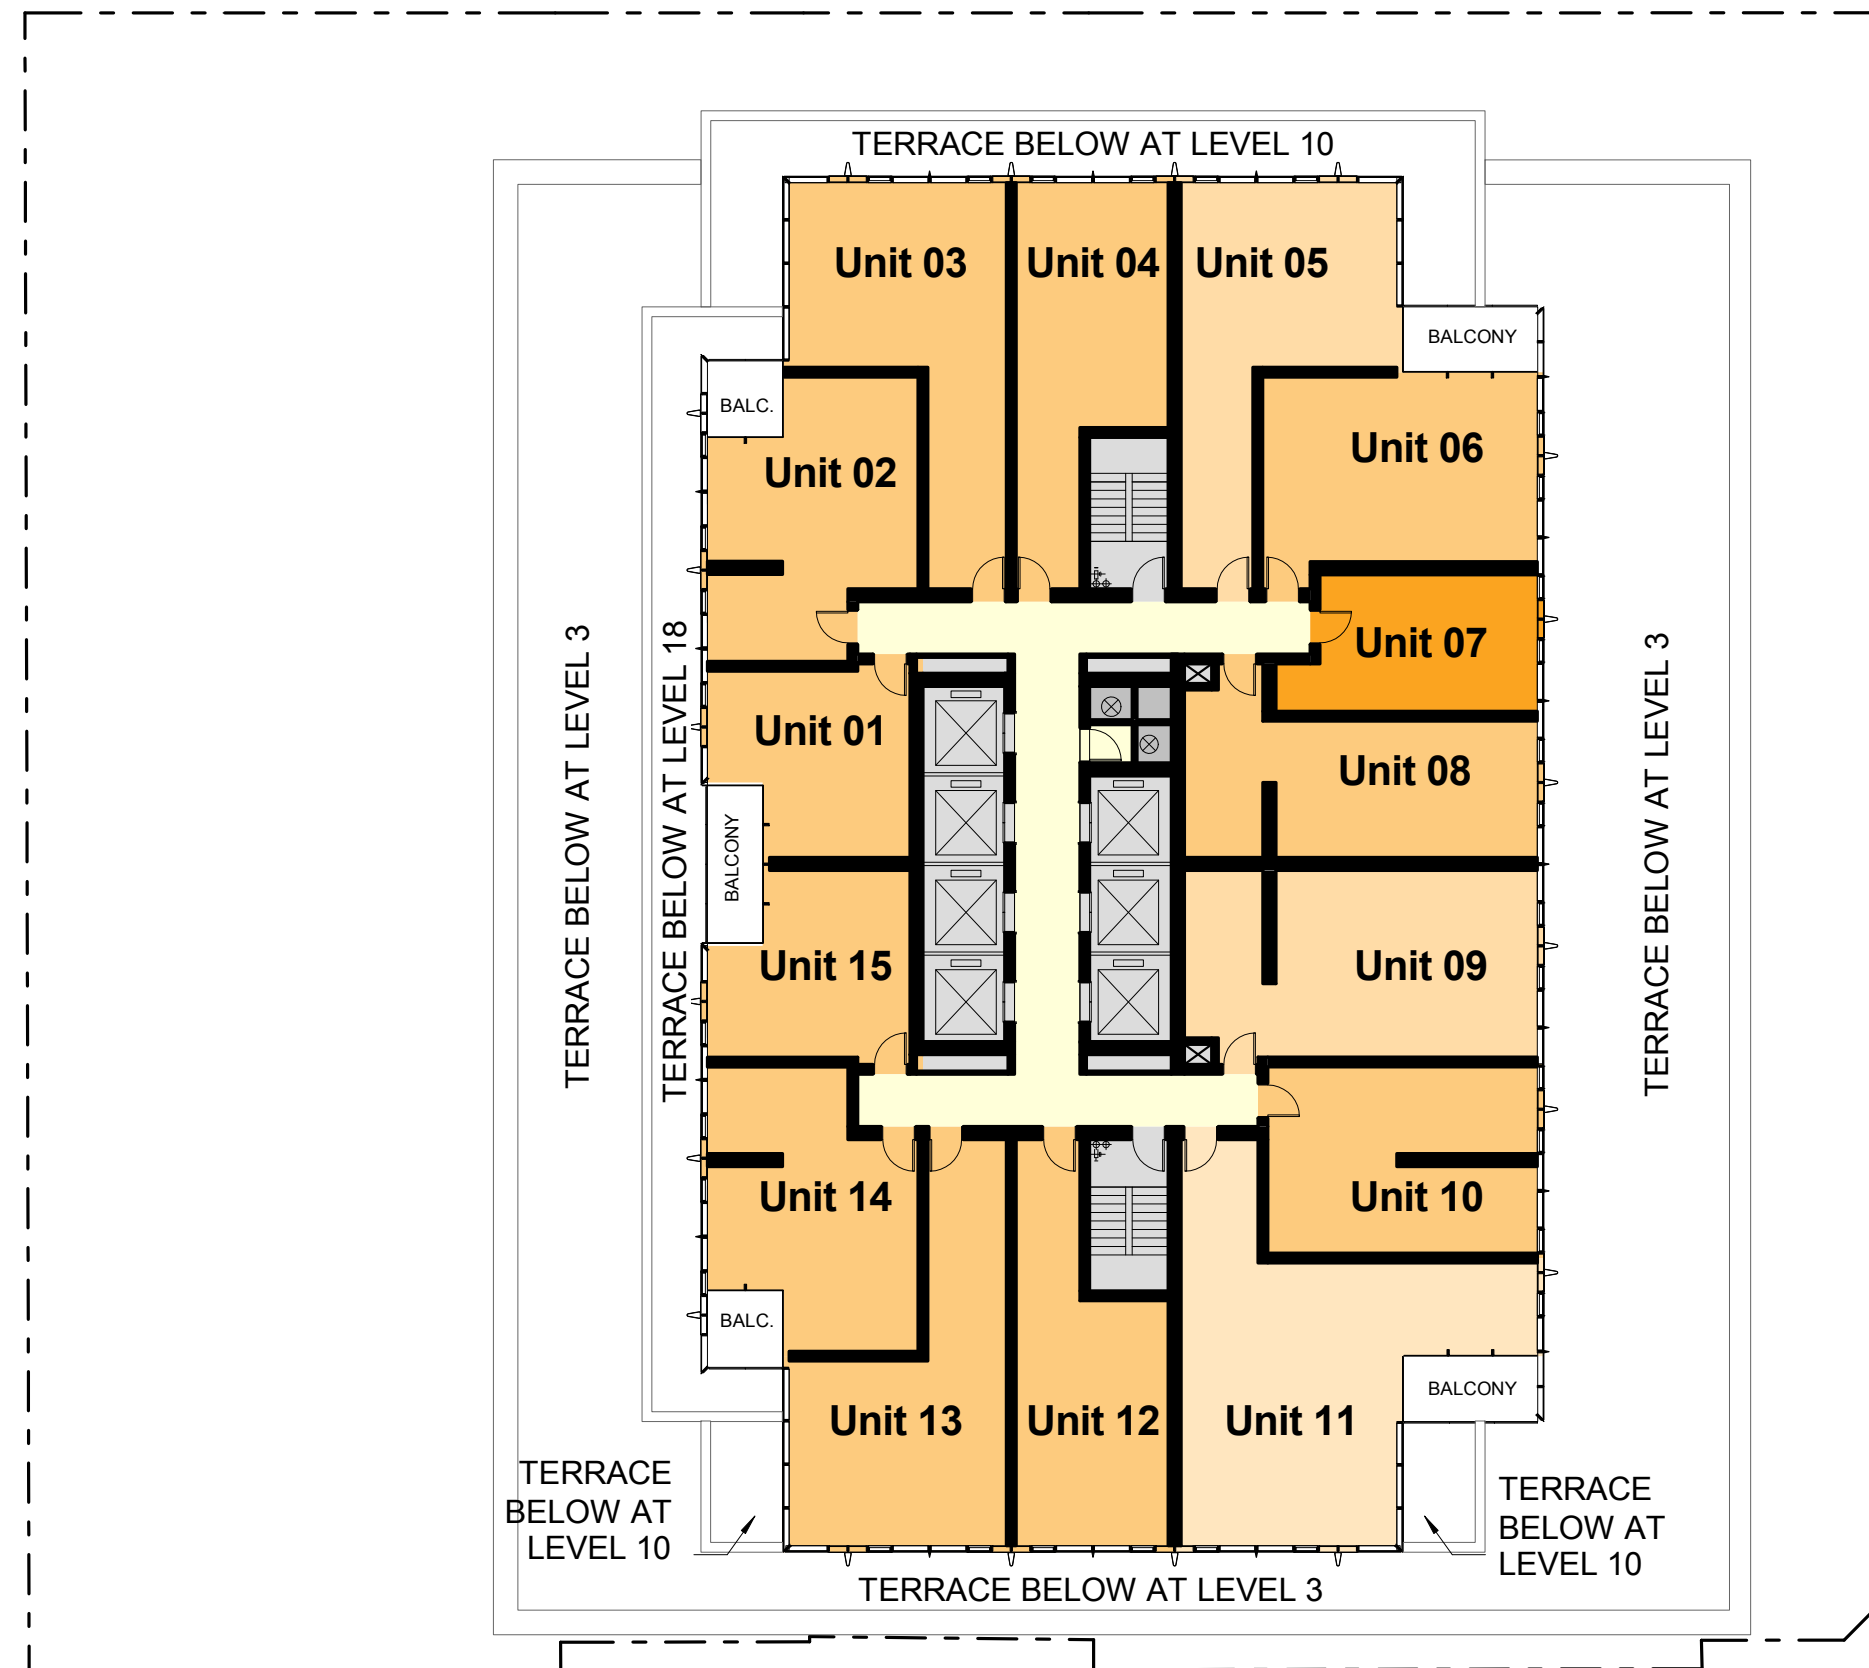 TERRACE BELOW AT LEVEL 10
Unit 03
Unit 04
Unit 05
BALCONY
BALC.
Unit 02
Unit 06
TERRACE BELOW AT LEVEL 3
TERRACE BELOW AT LEVEL 18
Unit 07
TERRACE BELOW AT LEVEL 3
Unit 01
Unit 08
BALCONY
Unit 15
Unit 09
Unit 14
Unit 10
BALC.
BALCONY
Unit 13
Unit 12
Unit 11
TERRACE
BELOW AT
LEVEL 10
TERRACE
BELOW AT
LEVEL 10
TERRACE BELOW AT LEVEL 3